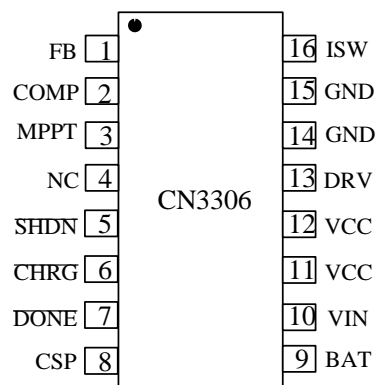 FB 1 16 ISW
COMP 2 15 GND
MPPT 3 14 GND
NC 4 13 DRV
CN3306
SHDN 5 12 VCC
CHRG 6 11 VCC
DONE 7 10 VIN
CSP 8 9 BAT